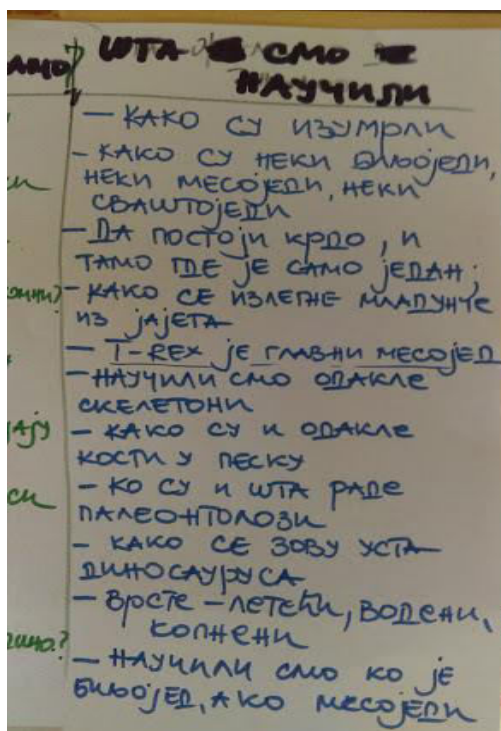 ШТА СМО
НАУЧИЛИ
- КАКО СУ ИЗУМРЛИ
- КАКО СУ НЕКИ БИЉОЈЕДИ,
НЕКИ МЕСОЈЕДИ, НЕКИ
СВАШТОЈЕДИ
- ДА ПОСТОЈИ КРДО, И
ТАМО ГДЕ ЈЕ САМО ЈЕДАН;
- КАКО СЕ ИЗЛЕГНЕ МЛАДУНЧЕ
ИЗ ЈАЈЕТА
- T-REX ЈЕ ГЛАВНИ МЕСОЈЕД
- НАУЧИЛИ СМО ОДАКЛЕ
СКЕЛЕТОНИ
- КАКО СУ И ОДАКЛЕ
КОСТИ У ПЕСКУ
- КО СУ И ШТА РАДЕ
ПАЛЕОНТОЛОЗИ
- КАКО СЕ ЗОВУ УСТА
ДИНОСАУРУСА
- ВРСТЕ - ЛЕТЕЋИ, ВОДЕНИ,
КОПНЕНИ
- НАУЧИЛИ СМО КО ЈЕ
БИЉОЈЕД, А КО МЕСОЈЕДИ